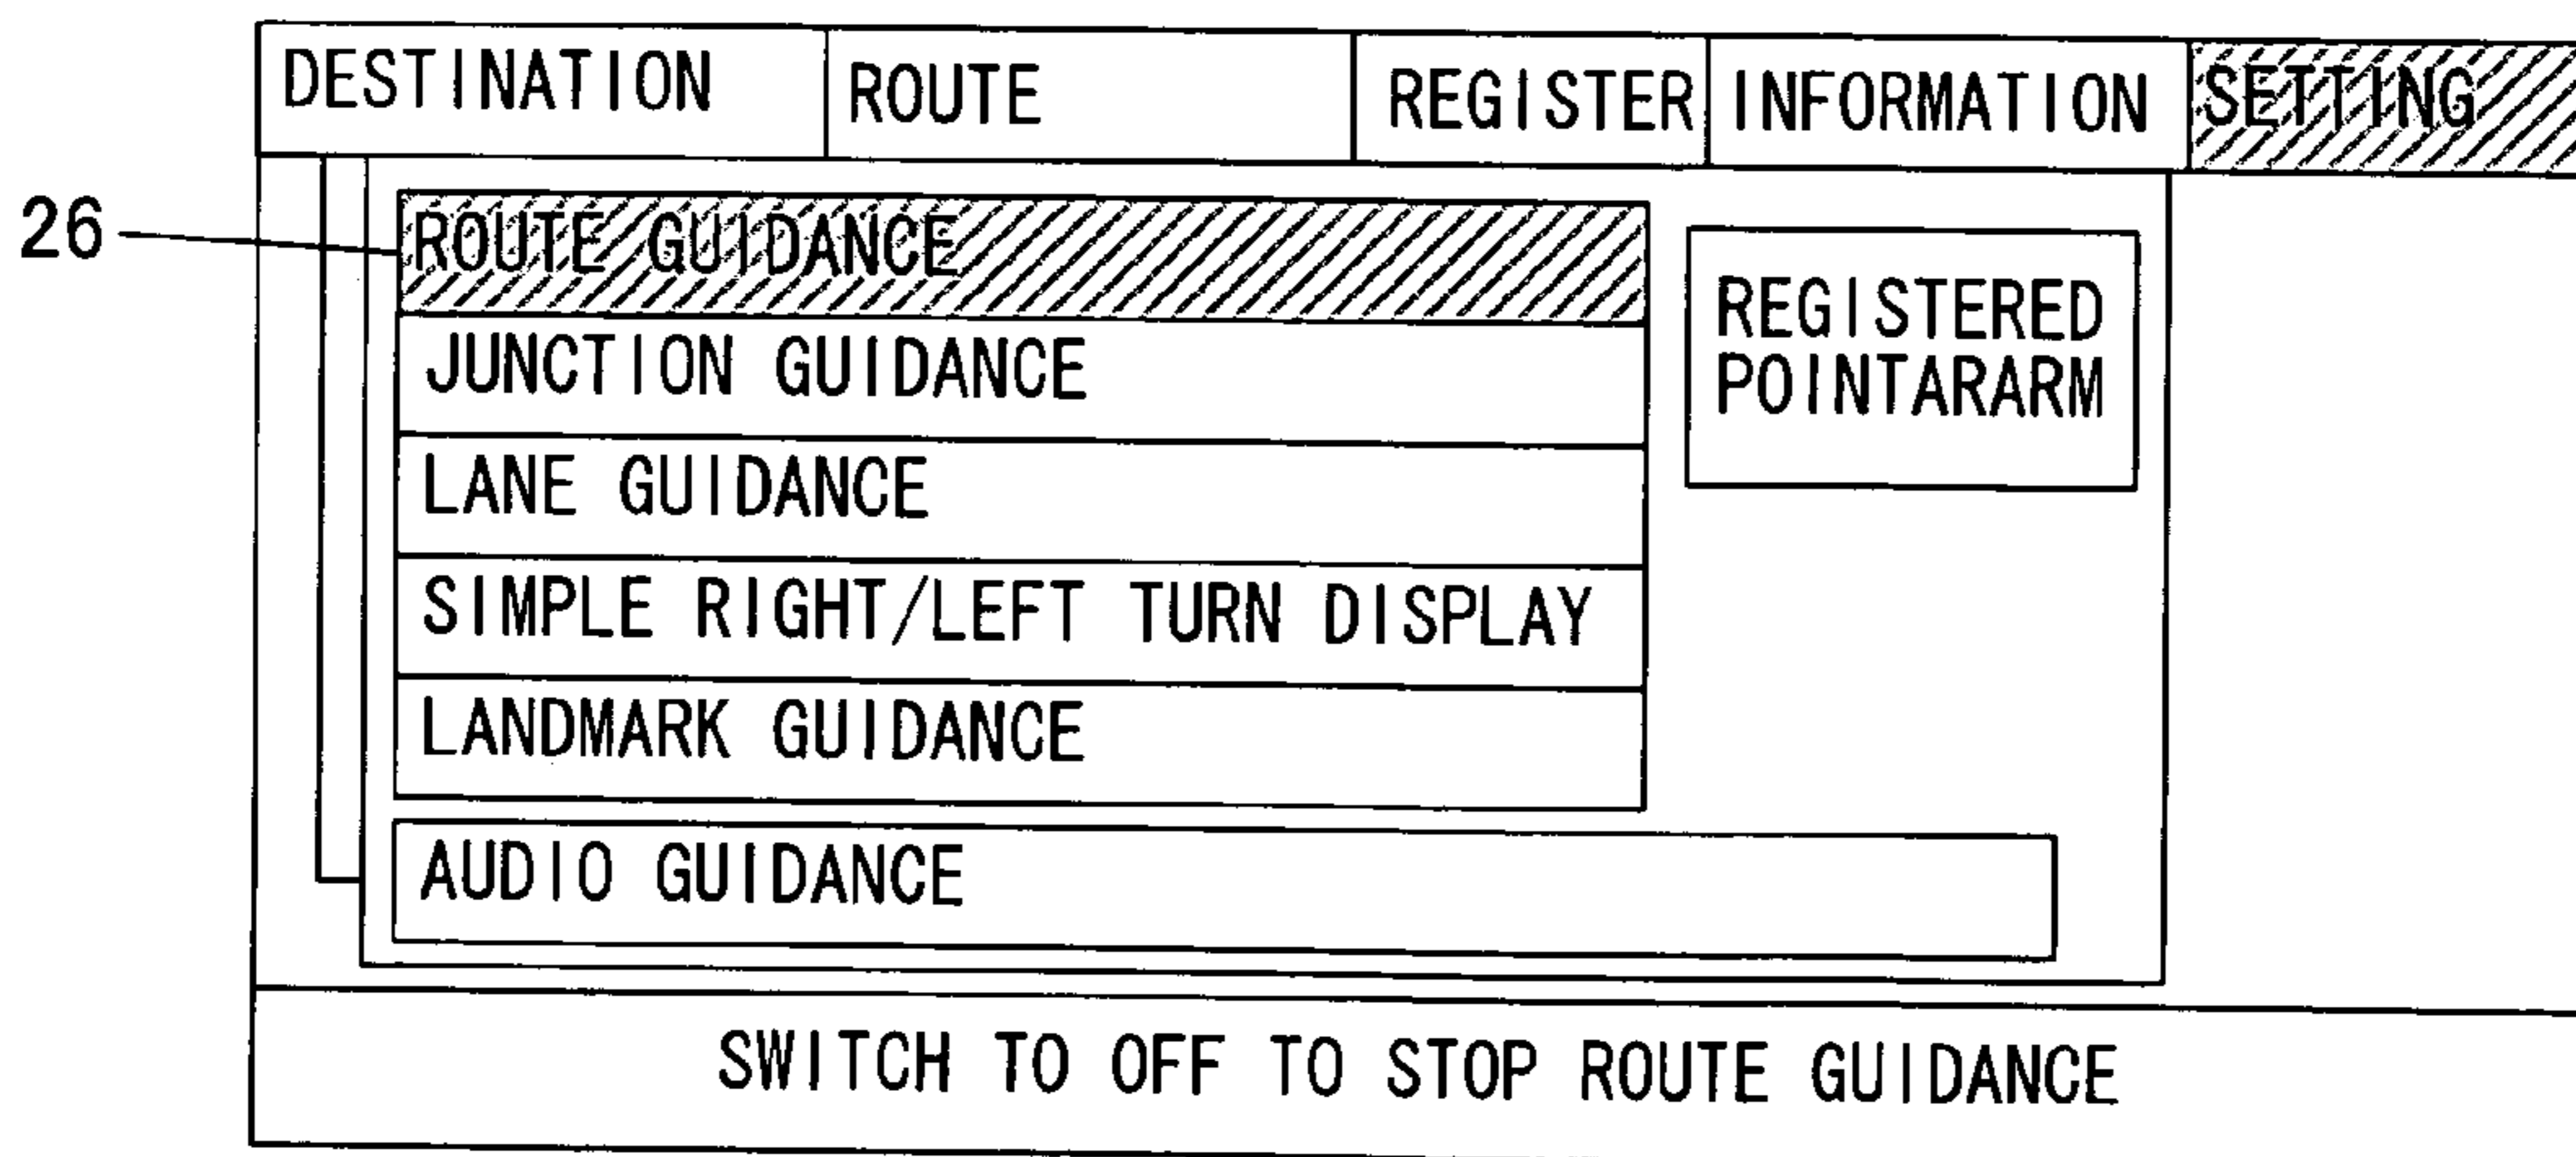 DESTINATION ROUTE REGISTER INFORMATION SETTING
26
ROUTE GUIDANCE
JUNCTION GUIDANCE
LANE GUIDANCE
SIMPLE RIGHT/LEFT TURN DISPLAY
LANDMARK GUIDANCE
AUDIO GUIDANCE
REGISTERED
POINTARARM
SWITCH TO OFF TO STOP ROUTE GUIDANCE